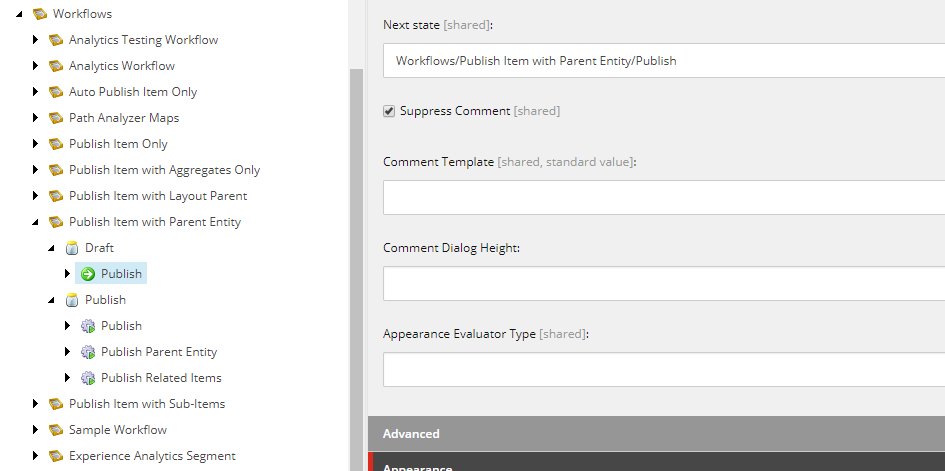 Workflows
Analytics Testing Workflow
Analytics Workflow
Auto Publish Item Only
Path Analyzer Maps
Publish Item Only
Publish Item with Aggregates Only
Publish Item with Layout Parent
Publish Item with Parent Entity
Draft
Publish
Publish
Publish
Publish Parent Entity
Publish Related Items
Publish Item with Sub-Items
Sample Workflow
Experience Analytics Segment
Next state [shared]:
Workflows/Publish Item with Parent Entity/Publish
Suppress Comment [shared]
Comment Template [shared, standard value]:
Comment Dialog Height:
Appearance Evaluator Type [shared]:
Advanced
Appearance